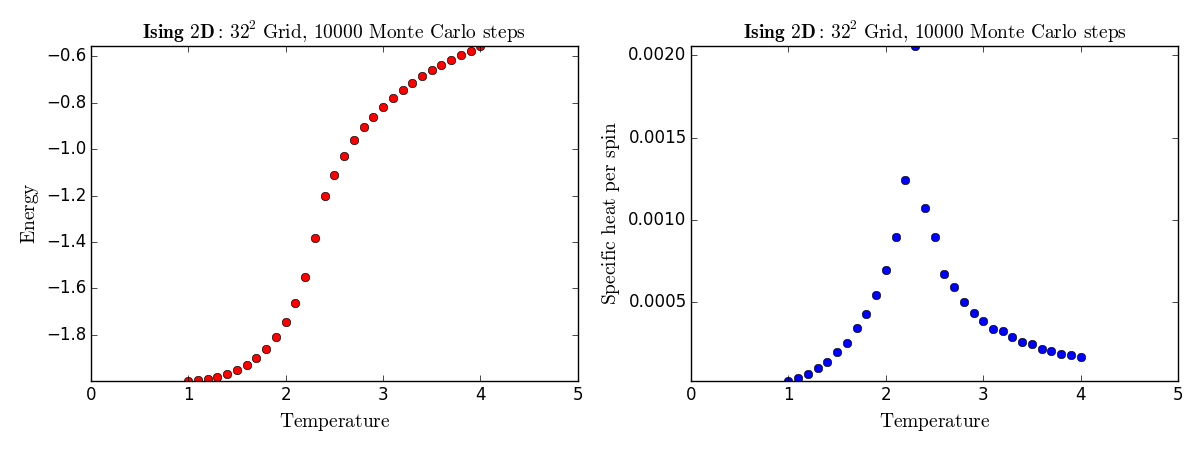 Ising 2D: 32² Grid, 10000 Monte Carlo steps
−0.6
−0.8
−1.0
−1.2
−1.4
−1.6
−1.8
Energy
0 1 2 3 4 5
Temperature
Ising 2D: 32² Grid, 10000 Monte Carlo steps
0.0020
0.0015
0.0010
0.0005
Specific heat per spin
0 1 2 3 4 5
Temperature